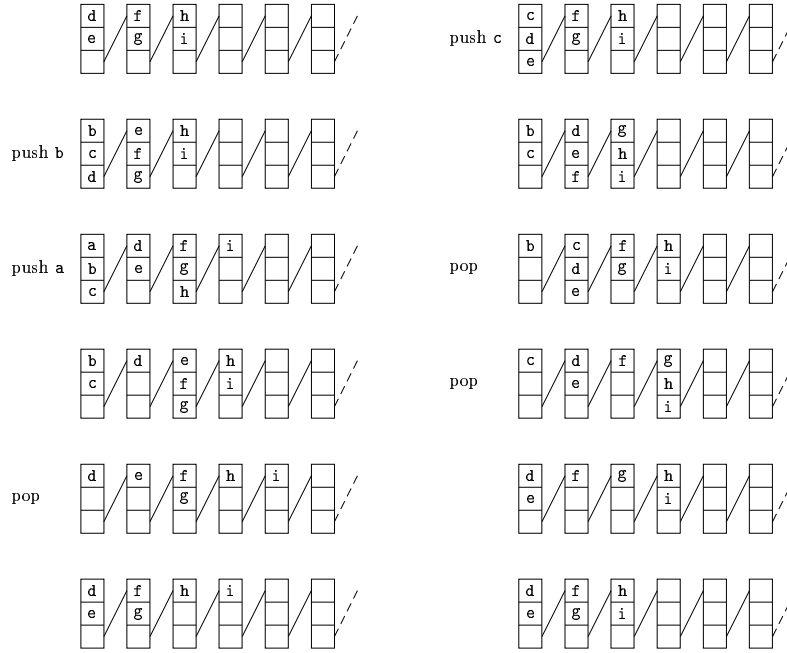 d f h c f h
e g i push c d g i
e
b e h b d g
push b c f i c e h
d g f i
a d f i b c f h
push a b e g pop d g i
c h e
b d e h c d f g
c f i pop e h
g i
d e f h i d f g h
pop g e i
d f h i d f h
e g e g i